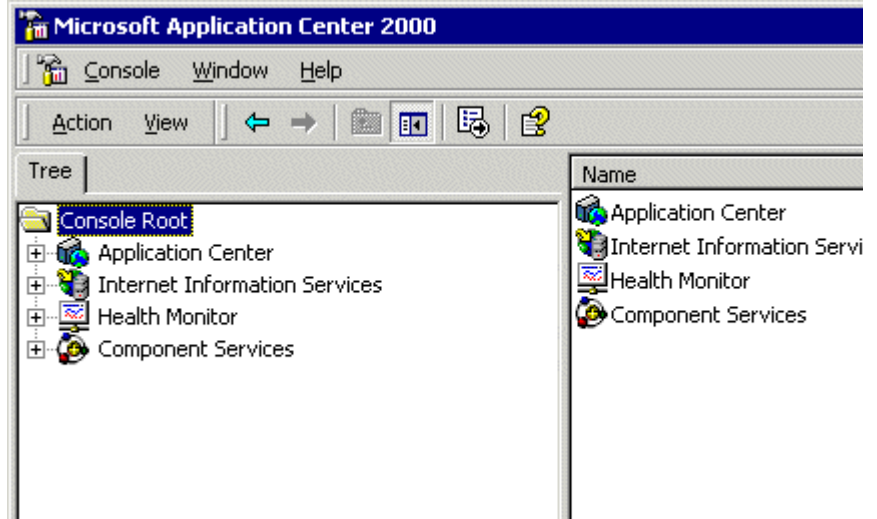 Microsoft Application Center 2000
Console Window Help
Action View
Tree
Console Root
Application Center
Internet Information Services
Health Monitor
Component Services
Name
Application Center
Internet Information Servi
Health Monitor
Component Services